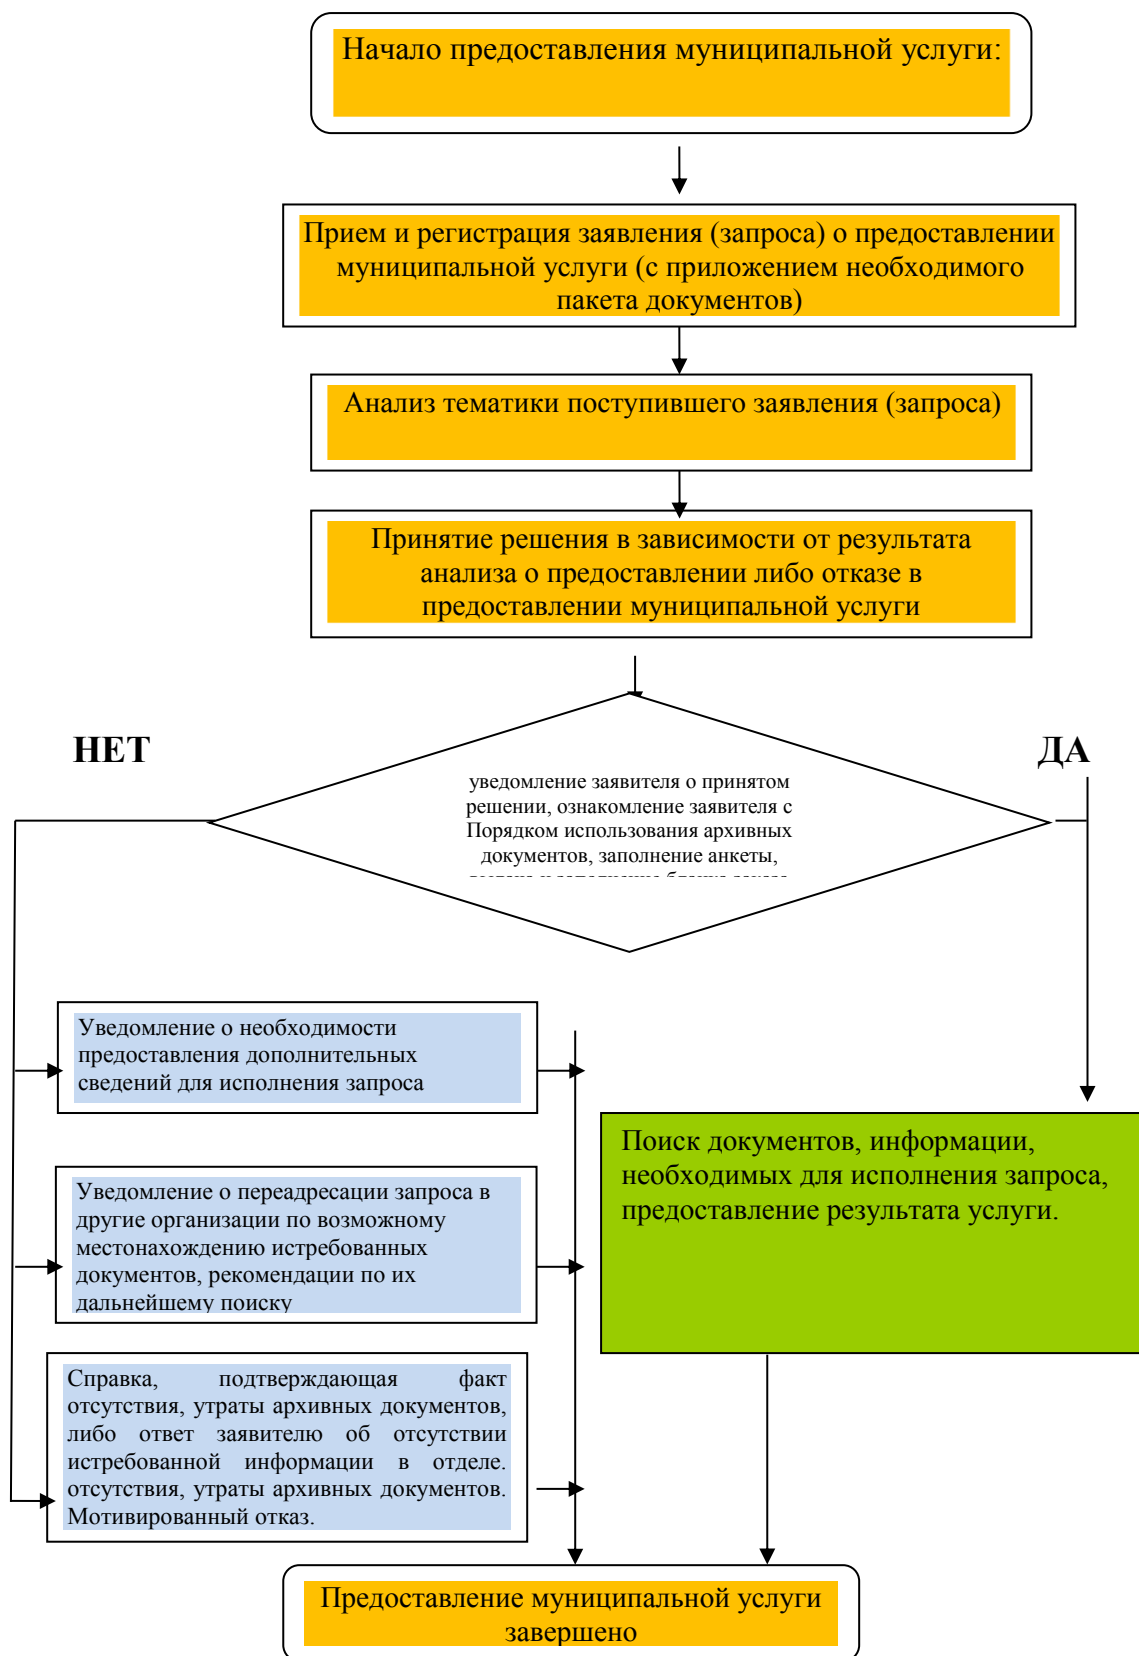 Начало предоставления муниципальной услуги:
Прием и регистрация заявления (запроса) о предоставлении
муниципальной услуги (с приложением необходимого
пакета документов)
Анализ тематики поступившего заявления (запроса)
Принятие решения в зависимости от результата
анализа о предоставлении либо отказе в
предоставлении муниципальной услуги
НЕТ
ДА
уведомление заявителя о принятом
решении, ознакомление заявителя с
Порядком использования архивных
документов, заполнение анкеты,
Уведомление о необходимости
предоставления дополнительных
сведений для исполнения запроса
Поиск документов, информации,
необходимых для исполнения запроса,
предоставление результата услуги.
Уведомление о переадресации запроса в
другие организации по возможному
местонахождению истребованных
документов, рекомендации по их
дальнейшему поиску
Справка, подтверждающая факт
отсутствия, утраты архивных документов,
либо ответ заявителю об отсутствии
истребованной информации в отделе.
отсутствия, утраты архивных документов.
Мотивированный отказ.
Предоставление муниципальной услуги
завершено